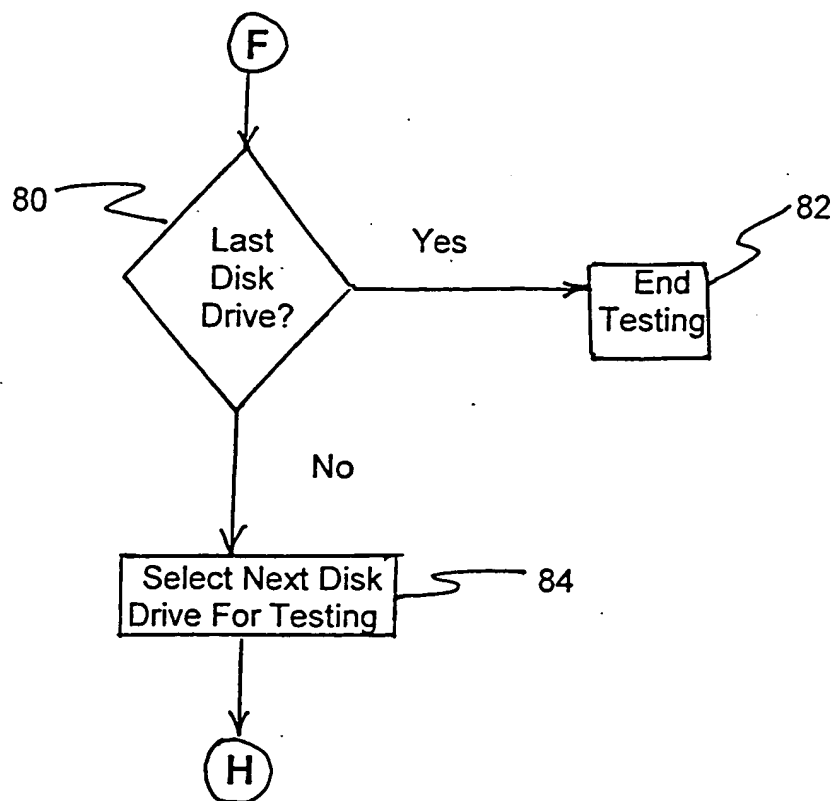 F
80
Last
Disk
Drive?
Yes
82
End
Testing
No
Select Next Disk
Drive For Testing
84
H